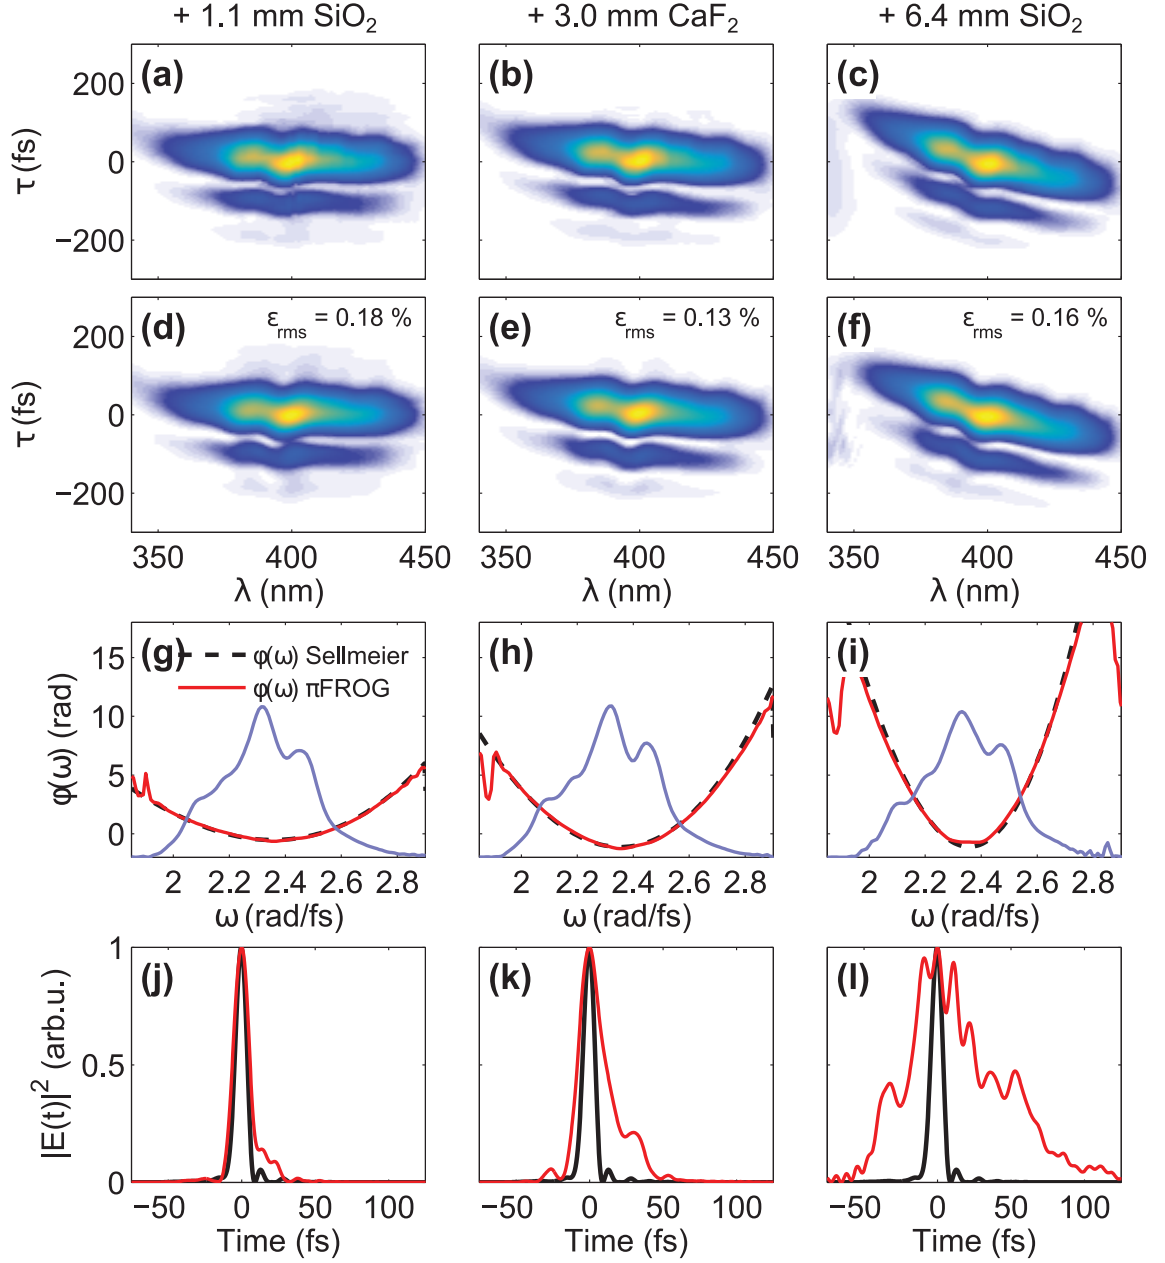 + 1.1 mm SiO₂ + 3.0 mm CaF₂ + 6.4 mm SiO₂
(a) (b) (c)
200
0
−200
τ (fs)
(d) ε_rms = 0.18 % (e) ε_rms = 0.13 % (f) ε_rms = 0.16 %
200
0
−200
τ (fs)
350 400 450 350 400 450 350 400 450
λ (nm) λ (nm) λ (nm)
(g) (h) (i)
φ(ω) Sellmeier
φ(ω) πFROG
15
10
5
0
φ(ω) (rad)
2 2.2 2.4 2.6 2.8 2 2.2 2.4 2.6 2.8 2 2.2 2.4 2.6 2.8
ω (rad/fs) ω (rad/fs) ω (rad/fs)
(j) (k) (l)
1
0.5
0
|E(t)|² (arb.u.)
−50 0 50 100 −50 0 50 100 −50 0 50 100
Time (fs) Time (fs) Time (fs)